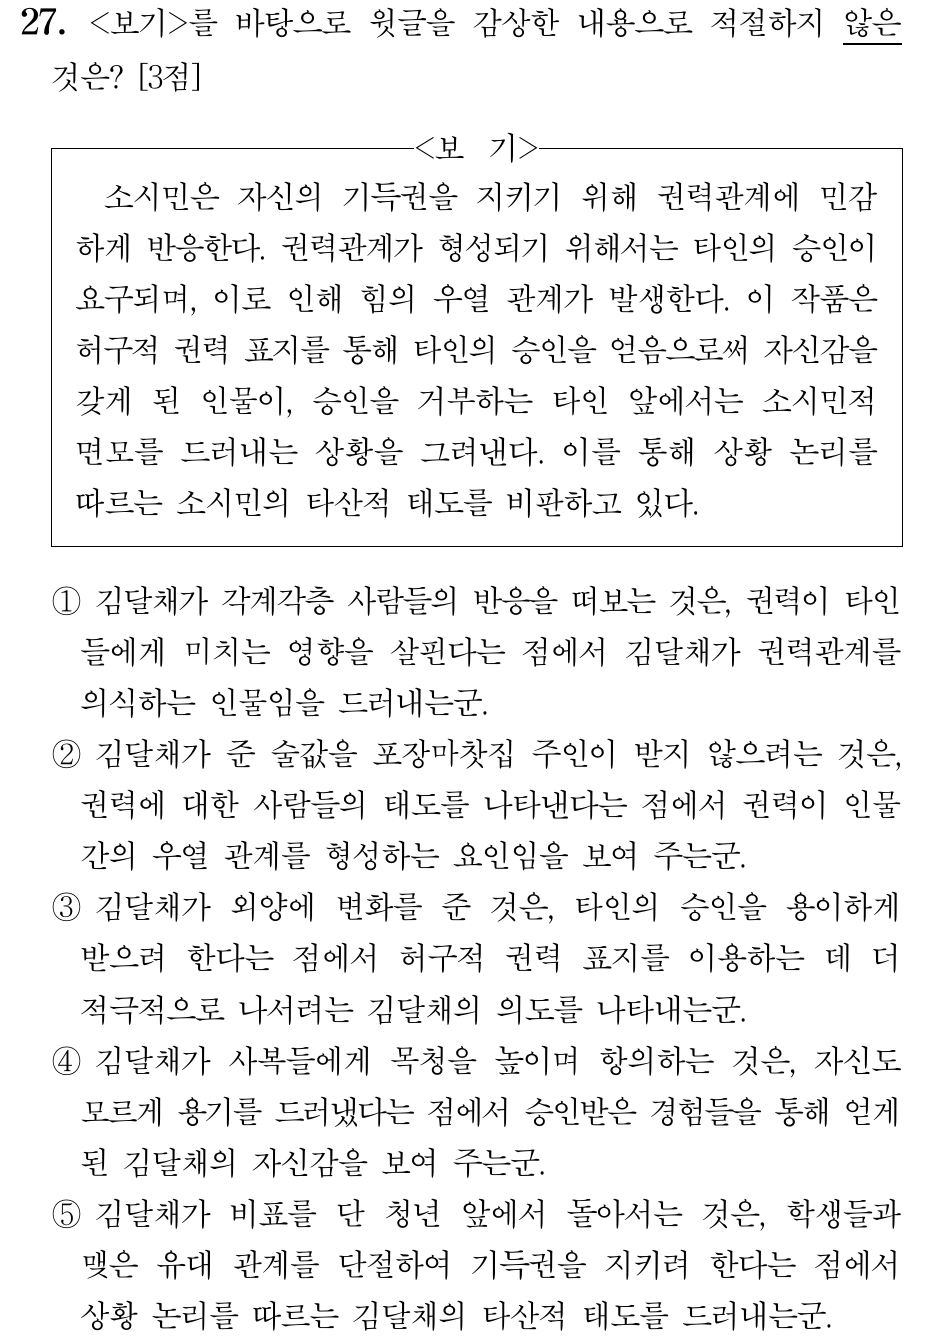 27. <보기>를 바탕으로 윗글을 감상한 내용으로 적절하지 않은
것은? [3점]
<보 기>
소시민은 자신의 기득권을 지키기 위해 권력관계에 민감
하게 반응한다. 권력관계가 형성되기 위해서는 타인의 승인이
요구되며, 이로 인해 힘의 우열 관계가 발생한다. 이 작품은
허구적 권력 표지를 통해 타인의 승인을 얻음으로써 자신감을
갖게 된 인물이, 승인을 거부하는 타인 앞에서는 소시민적
면모를 드러내는 상황을 그려낸다. 이를 통해 상황 논리를
따르는 소시민의 타산적 태도를 비판하고 있다.
① 김달채가 각계각층 사람들의 반응을 떠보는 것은, 권력이 타인
들에게 미치는 영향을 살핀다는 점에서 김달채가 권력관계를
의식하는 인물임을 드러내는군.
② 김달채가 준 술값을 포장마찻집 주인이 받지 않으려는 것은,
권력에 대한 사람들의 태도를 나타낸다는 점에서 권력이 인물
간의 우열 관계를 형성하는 요인임을 보여 주는군.
③ 김달채가 외양에 변화를 준 것은, 타인의 승인을 용이하게
받으려 한다는 점에서 허구적 권력 표지를 이용하는 데 더
적극적으로 나서려는 김달채의 의도를 나타내는군.
④ 김달채가 사복들에게 목청을 높이며 항의하는 것은, 자신도
모르게 용기를 드러냈다는 점에서 승인받은 경험들을 통해 얻게
된 김달채의 자신감을 보여 주는군.
⑤ 김달채가 비표를 단 청년 앞에서 돌아서는 것은, 학생들과
맺은 유대 관계를 단절하여 기득권을 지키려 한다는 점에서
상황 논리를 따르는 김달채의 타산적 태도를 드러내는군.